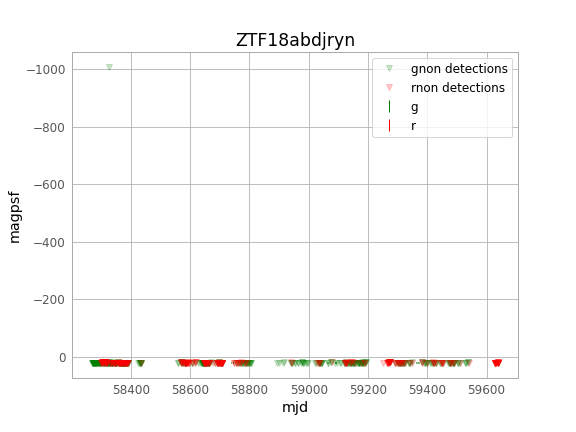 ZTF18abdjryn
gnon detections
rnon detections
g
r
magpsf
−1000
−800
−600
−400
−200
0
58400 58600 58800 59000 59200 59400 59600
mjd